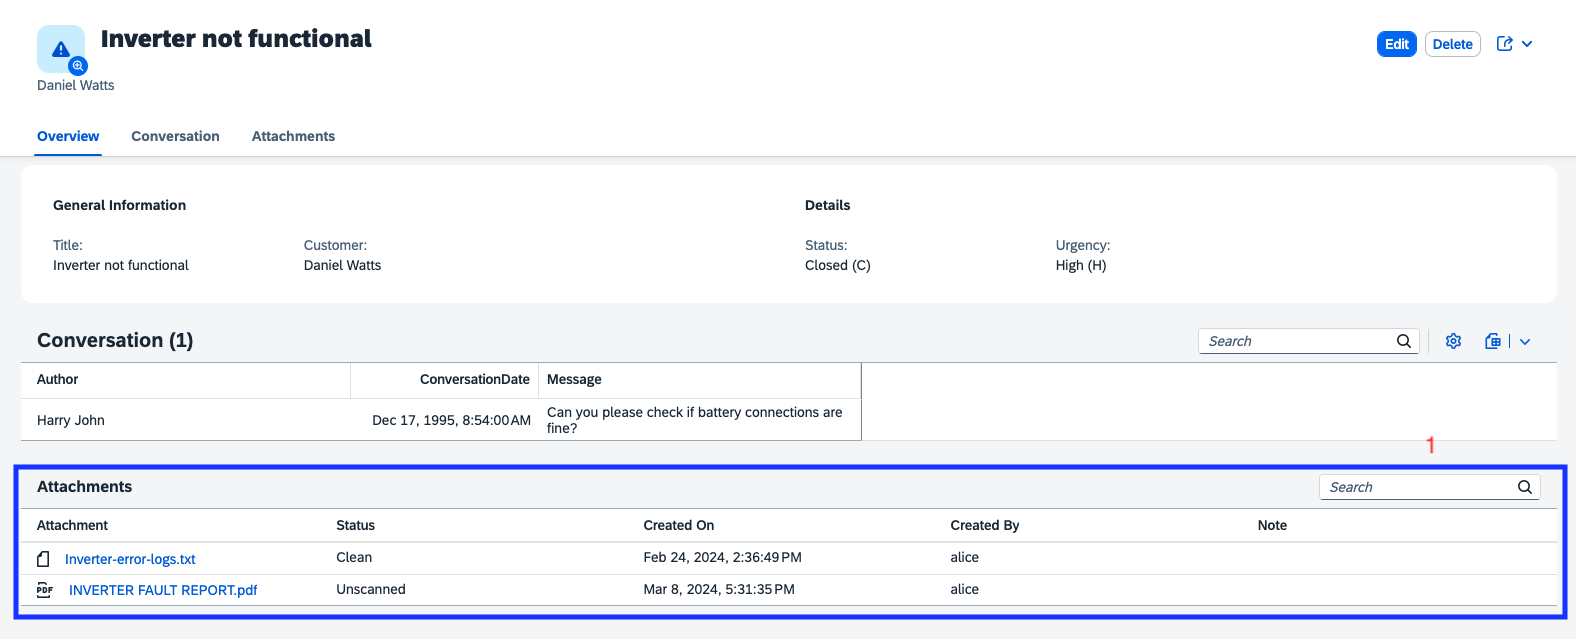 Inverter not functional
Edit
Delete
Daniel Watts
Overview
Conversation
Attachments
General Information
Details
Title:
Customer:
Status:
Urgency:
Inverter not functional
Daniel Watts
Closed (C)
High (H)
Conversation (1)
Search
Author
ConversationDate
Message
Harry John
Dec 17, 1995, 8:54:00 AM
Can you please check if battery connections are
fine?
1
Attachments
Search
Attachment
Status
Created On
Created By
Note
Inverter-error-logs.txt
Clean
Feb 24, 2024, 2:36:49 PM
alice
PDF
INVERTER FAULT REPORT.pdf
Unscanned
Mar 8, 2024, 5:31:35 PM
alice